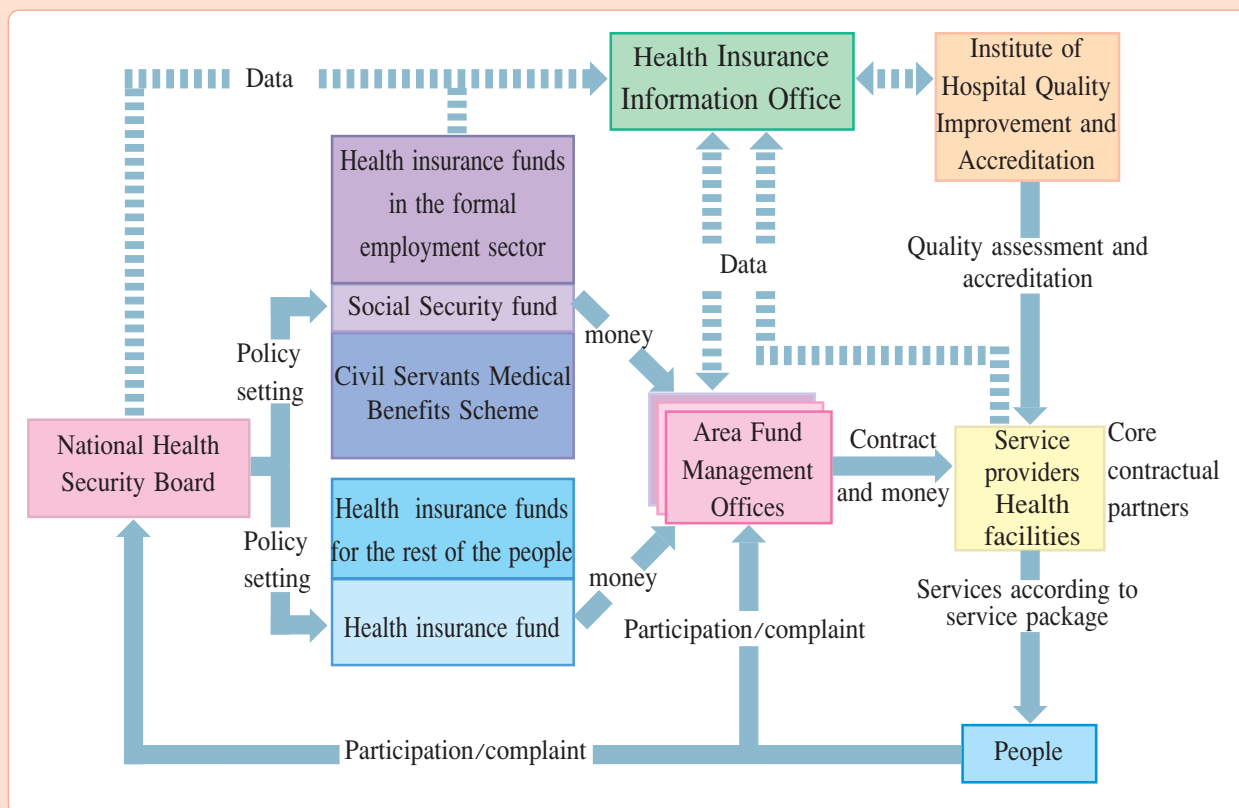 Data
Health Insurance
Information Office
Institute of
Hospital Quality
Improvement and
Accreditation
Health insurance funds
in the formal
employment sector
Social Security fund
Civil Servants Medical
Benefits Scheme
Policy
setting
money
Data
Quality assessment and
accreditation
National Health
Security Board
Area Fund
Management
Offices
Contract
and money
Service
providers
Health
facilities
Core
contractual
partners
Health insurance funds
for the rest of the people
Health insurance fund
Policy
setting
money
Participation/complaint
Services according to
service package
Participation/complaint
People